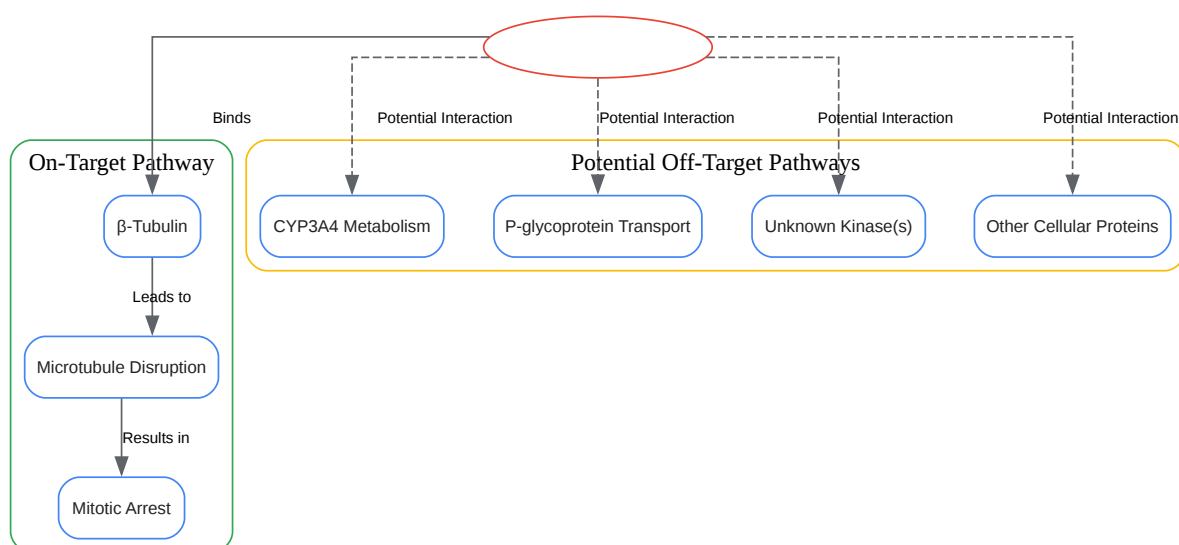 Binds
Potential Interaction
Potential Interaction
Potential Interaction
Potential Interaction
On-Target Pathway
Potential Off-Target Pathways
β-Tubulin
CYP3A4 Metabolism
P-glycoprotein Transport
Unknown Kinase(s)
Other Cellular Proteins
Leads to
Microtubule Disruption
Results in
Mitotic Arrest